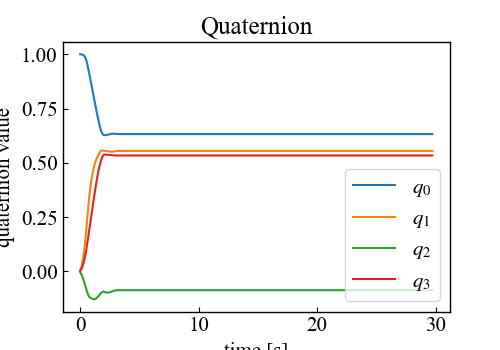 Quaternion
quaternion value
1.00
0.75
0.50
0.25
0.00
q0
q1
q2
q3
0 10 20 30
time [s]